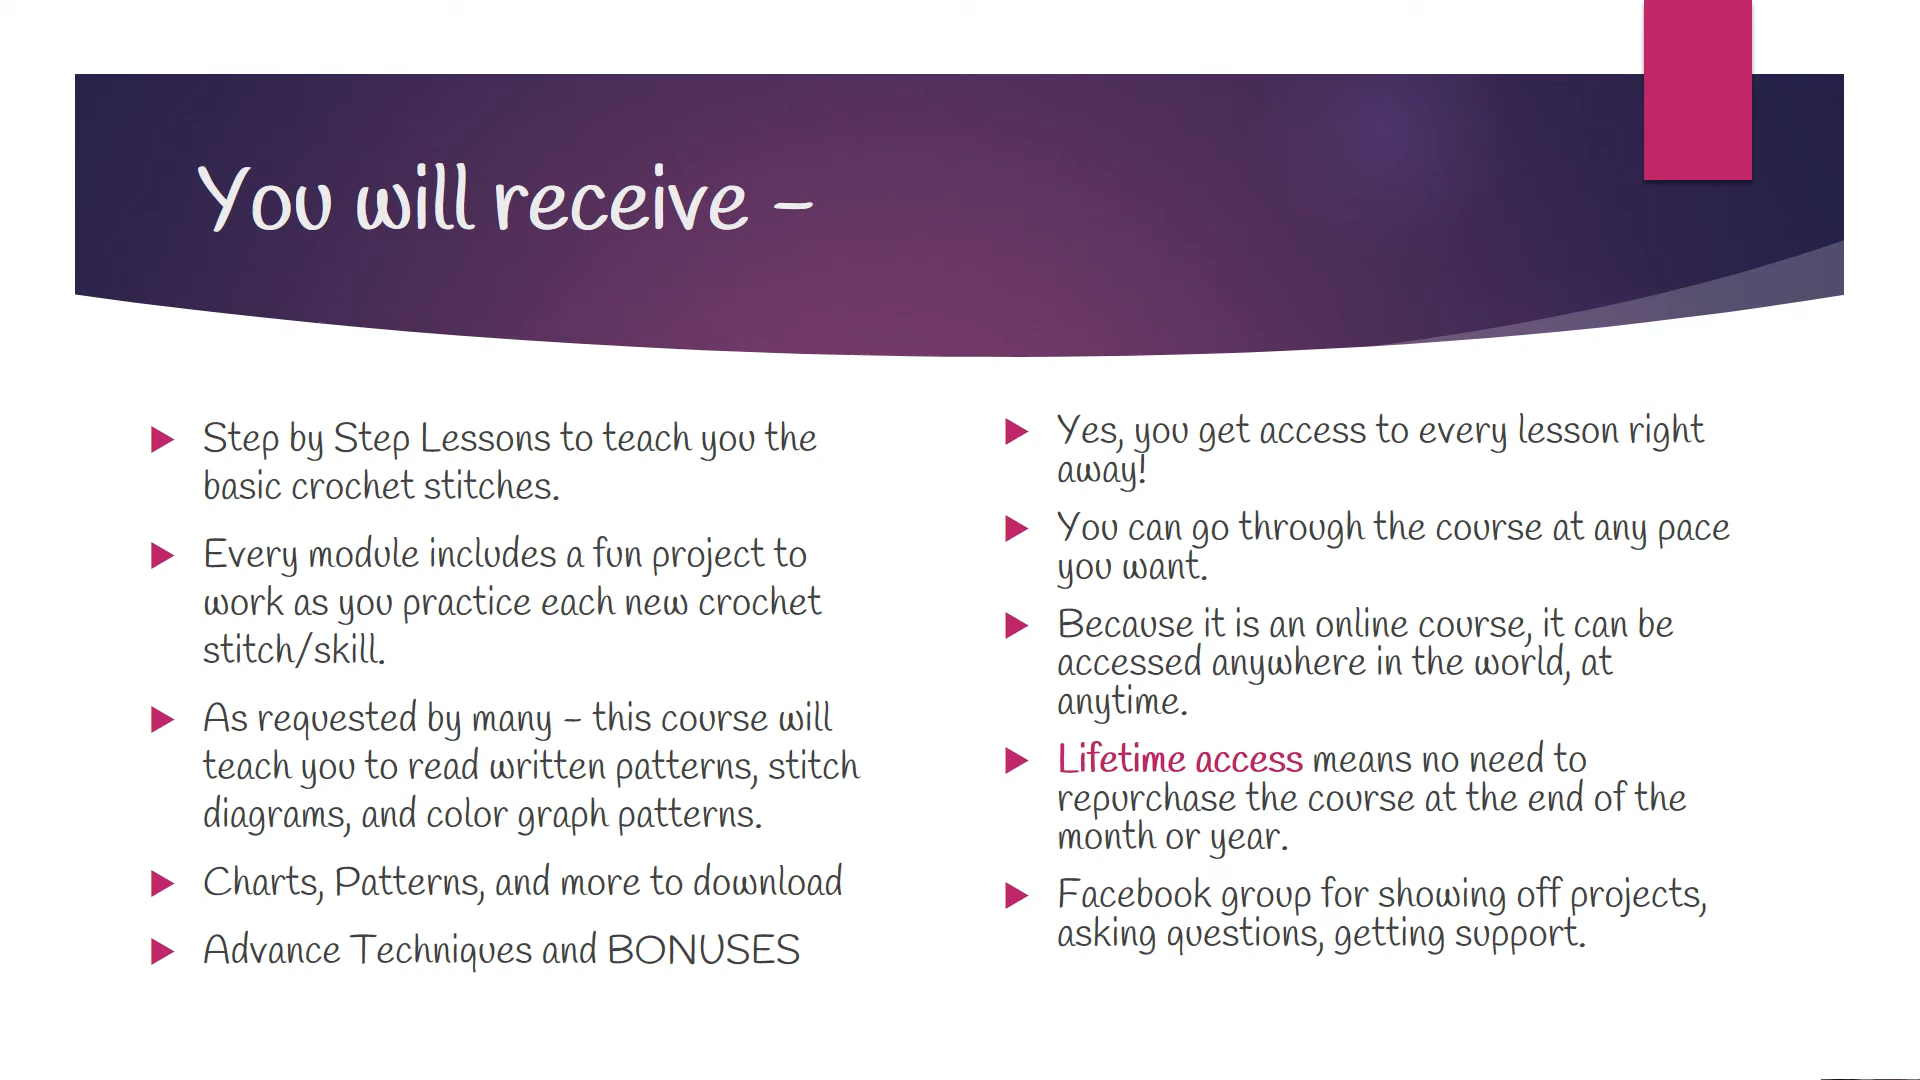 You will receive –
Step by Step Lessons to teach you the
basic crochet stitches.
Every module includes a fun project to
work as you practice each new crochet
stitch/skill.
As requested by many – this course will
teach you to read written patterns, stitch
diagrams, and color graph patterns.
Charts, Patterns, and more to download
Advance Techniques and BONUSES
Yes, you get access to every lesson right
away!
You can go through the course at any pace
you want.
Because it is an online course, it can be
accessed anywhere in the world, at
anytime.
Lifetime access means no need to
repurchase the course at the end of the
month or year.
Facebook group for showing off projects,
asking questions, getting support.